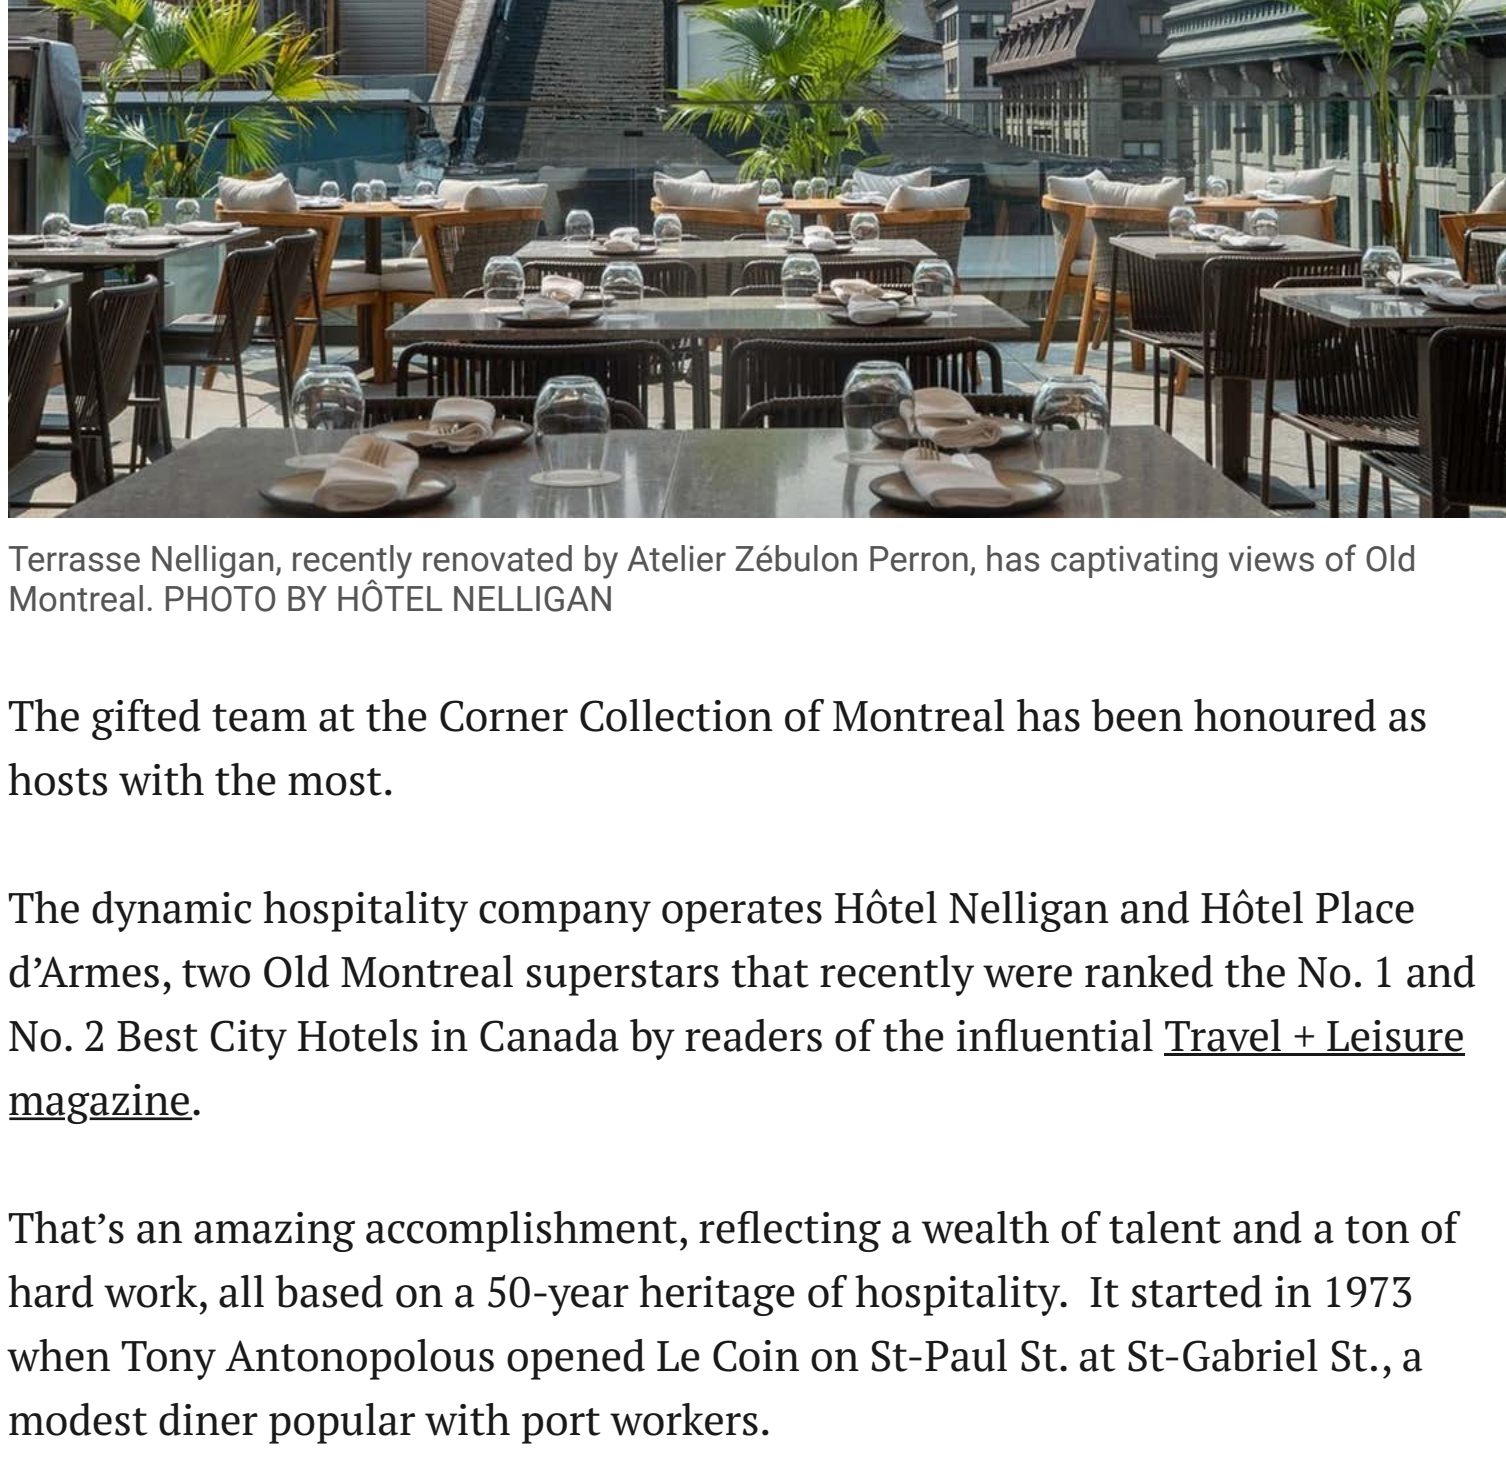 Terrasse Nelligan, recently renovated by Atelier Zébulon Perron, has captivating views of Old
Montreal. PHOTO BY HÔTEL NELLIGAN
The gifted team at the Corner Collection of Montreal has been honoured as
hosts with the most.
The dynamic hospitality company operates Hôtel Nelligan and Hôtel Place
d’Armes, two Old Montreal superstars that recently were ranked the No. 1 and
No. 2 Best City Hotels in Canada by readers of the influential Travel + Leisure
magazine.
That’s an amazing accomplishment, reflecting a wealth of talent and a ton of
hard work, all based on a 50-year heritage of hospitality.  It started in 1973
when Tony Antonopolous opened Le Coin on St-Paul St. at St-Gabriel St., a
modest diner popular with port workers.